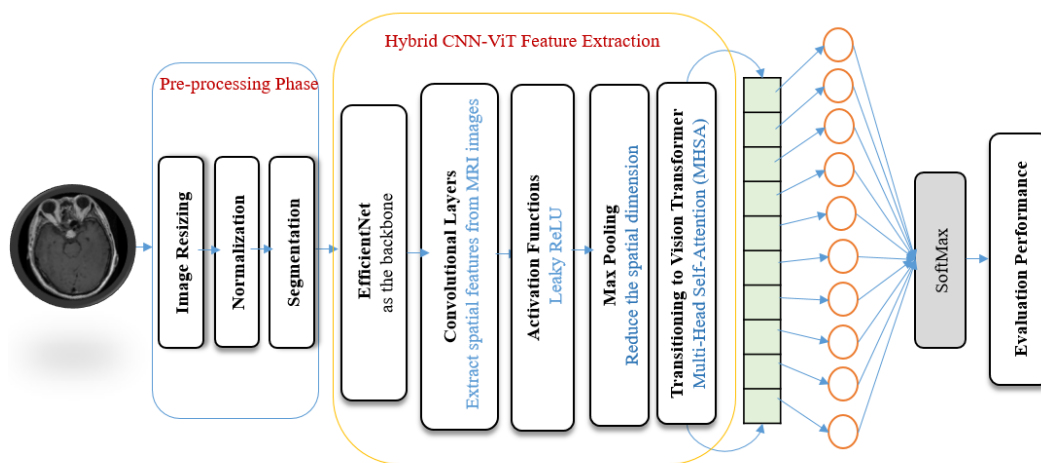 Hybrid CNN-ViT Feature Extraction
Pre-processing Phase
Image Resizing
Normalization
Segmentation
EfficientNet
as the backbone
Convolutional Layers
Extract spatial features from MRI images
Activation Functions
Leaky ReLU
Max Pooling
Reduce the spatial dimension
Transitioning to Vision Transformer
Multi-Head Self-Attention (MHSA)
SoftMax
Evaluation Performance